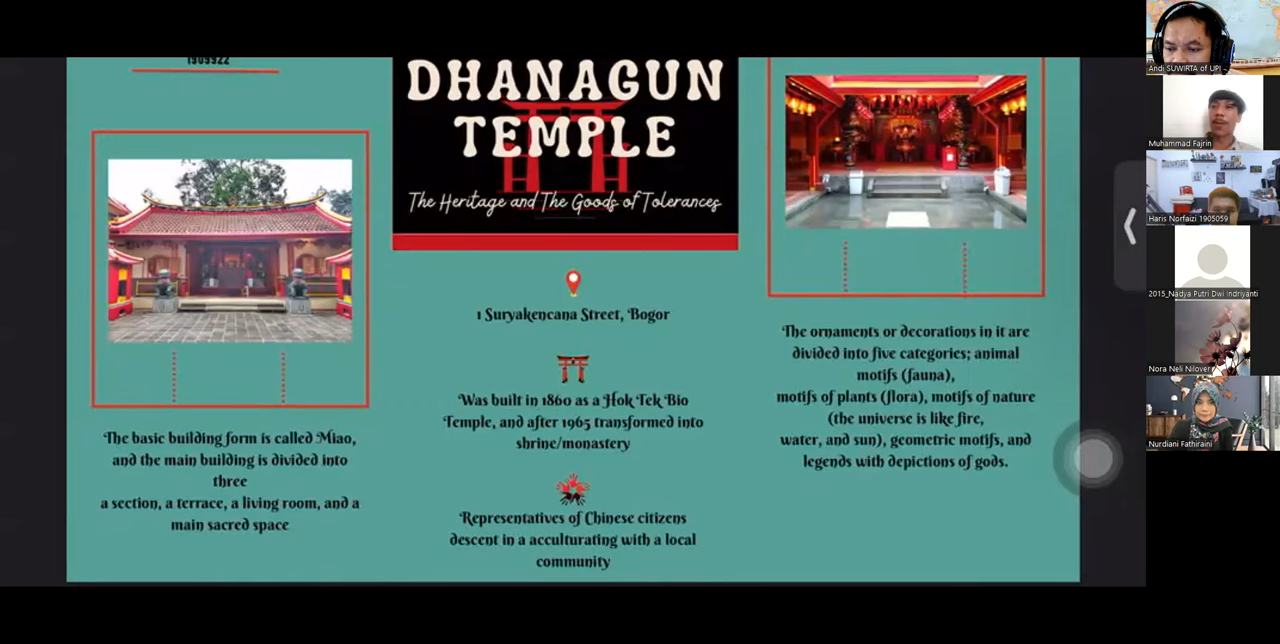 1909922
DHANAGUN
TEMPLE
The Heritage and The Goods of Tolerances
1 Suryakencana Street, Bogor
Was built in 1860 as a Hok Tek Bio
Temple, and after 1965 transformed into
shrine/monastery
Representatives of Chinese citizens
descent in a acculturating with a local
community
The basic building form is called Miao,
and the main building is divided into
three
a section, a terrace, a living room, and a
main sacred space
The ornaments or decorations in it are
divided into five categories; animal
motifs (fauna),
motifs of plants (flora), motifs of nature
(the universe is like fire,
water, and sun), geometric motifs, and
legends with depictions of gods.
Andi SUWIRTA of UPI -
Muhammad Fajrin
Haris Norfaizi 1905059
2015_Nadya Putri Dwi Indriyanti
Nora Neli Nilover
Nurdiani Fathiraini